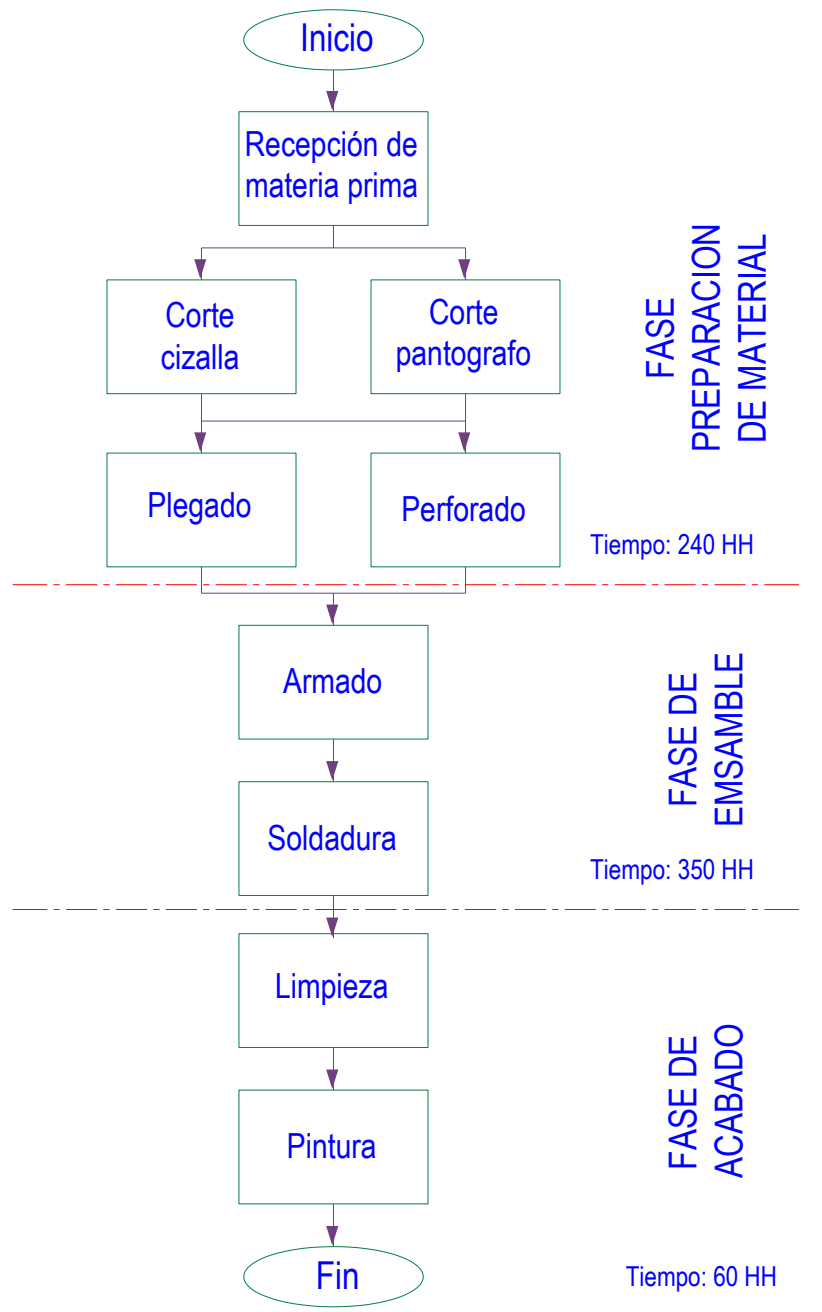 Inicio
Recepción de
materia prima
Corte
cizalla
Corte
pantografo
FASE
PREPARACION
DE MATERIAL
Plegado
Perforado
Tiempo: 240 HH
Armado
FASE DE
EMSAMBLE
Soldadura
Tiempo: 350 HH
Limpieza
FASE DE
ACABADO
Pintura
Fin
Tiempo: 60 HH